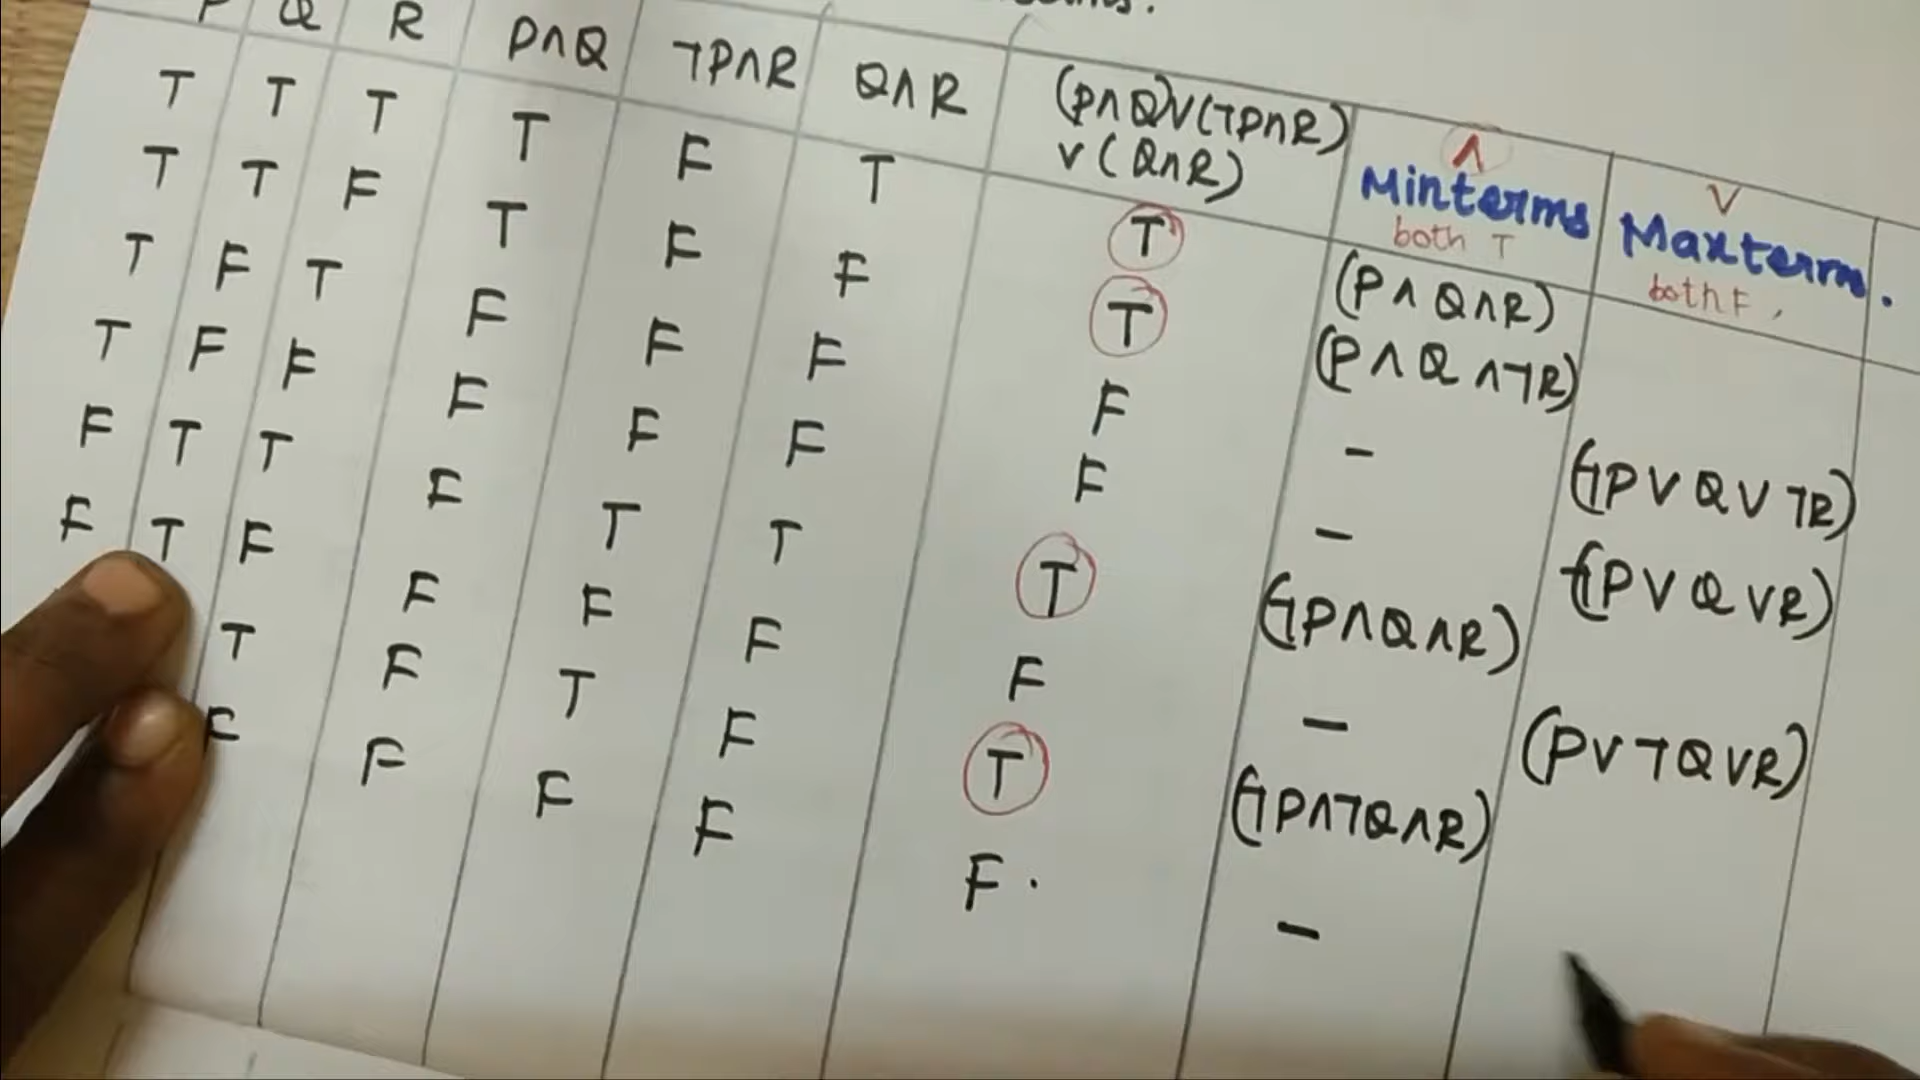 P Q R P∧Q ¬P∧R Q∧R (P∧Q)∨(¬P∧R) ∧ Minterms ∨ Maxterm.
∨(Q∧R) both T both F,
T T T T F T T (P∧Q∧R)
T T F T F F T (P∧Q∧¬R)
T F T F F F F - (¬P∨Q∨¬R)
T F F F F F F - (¬P∨Q∨R)
F T T F T T T (¬P∧Q∧R)
F T F F F F F - (P∨¬Q∨R)
T F T F T (¬P∧¬Q∧R)
F F F F F. -